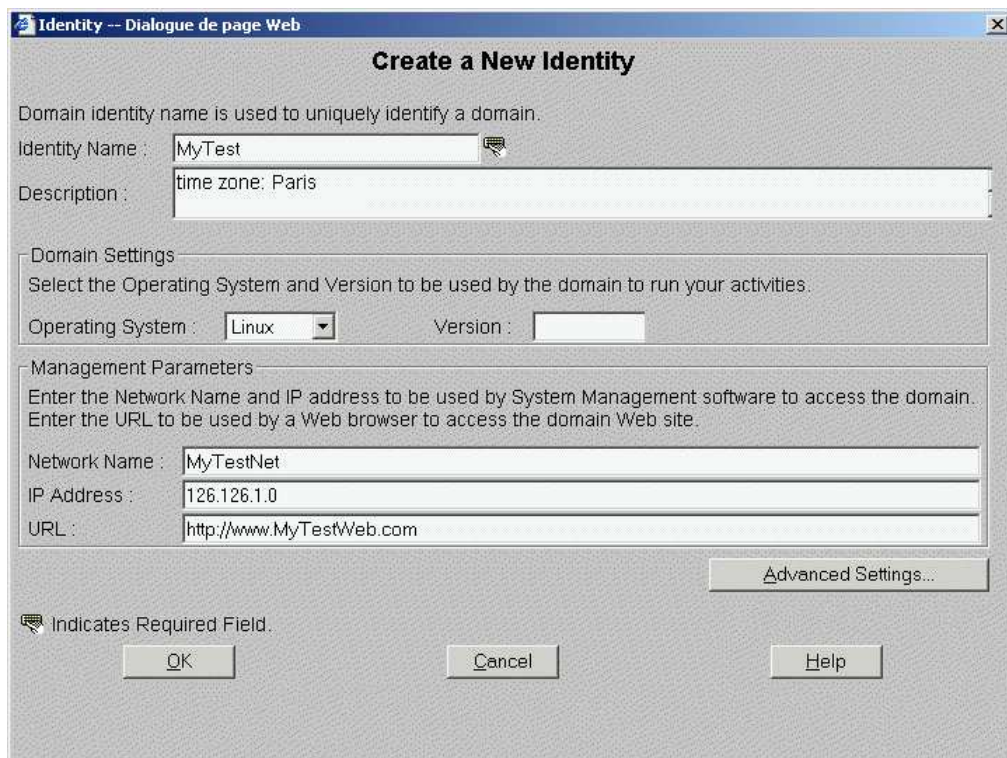 Identity -- Dialogue de page Web
Create a New Identity
Domain identity name is used to uniquely identify a domain.
Identity Name : MyTest
Description : time zone: Paris
Domain Settings
Select the Operating System and Version to be used by the domain to run your activities.
Operating System : Linux Version :
Management Parameters
Enter the Network Name and IP address to be used by System Management software to access the domain.
Enter the URL to be used by a Web browser to access the domain Web site.
Network Name : MyTestNet
IP Address : 126.126.1.0
URL : http://www.MyTestWeb.com
Advanced Settings...
Indicates Required Field.
OK Cancel Help